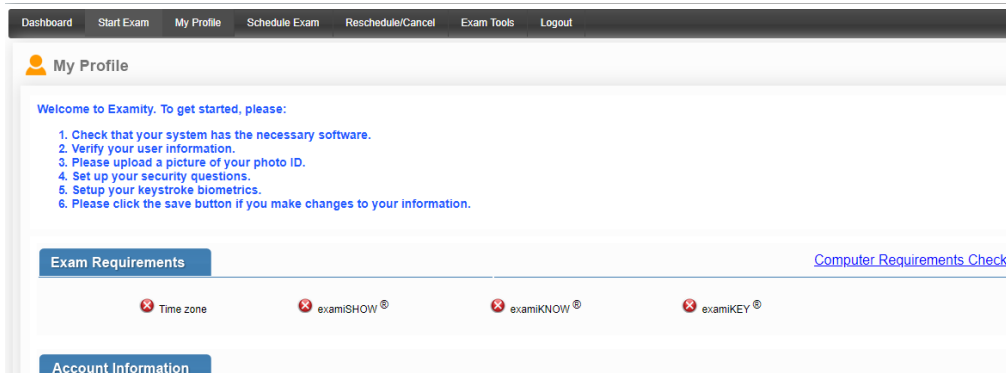 Dashboard Start Exam My Profile Schedule Exam Reschedule/Cancel Exam Tools Logout
My Profile
Welcome to Examity. To get started, please:
1. Check that your system has the necessary software.
2. Verify your user information.
3. Please upload a picture of your photo ID.
4. Set up your security questions.
5. Setup your keystroke biometrics.
6. Please click the save button if you make changes to your information.
Exam Requirements Computer Requirements Check
Time zone examiSHOW ® examiKNOW ® examiKEY ®
Account Information